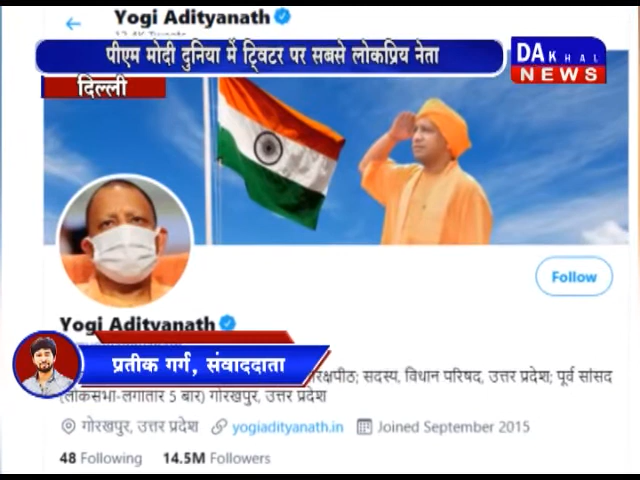 Yogi Adityanath
पीएम मोदी दुनिया में ट्विटर पर सबसे लोकप्रिय नेता
DAKHAL
NEWS
दिल्ली
Follow
Yogi Adityanath
प्रतीक गर्ग, संवाददाता
सदस्य, विधान परिषद, उत्तर प्रदेश; पूर्व सांसद
(लोकसभा-लगातार 5 बार) गोरखपुर, उत्तर प्रदेश
गोरखपुर, उत्तर प्रदेश yogiadityanath.in Joined September 2015
48 Following 14.5M Followers